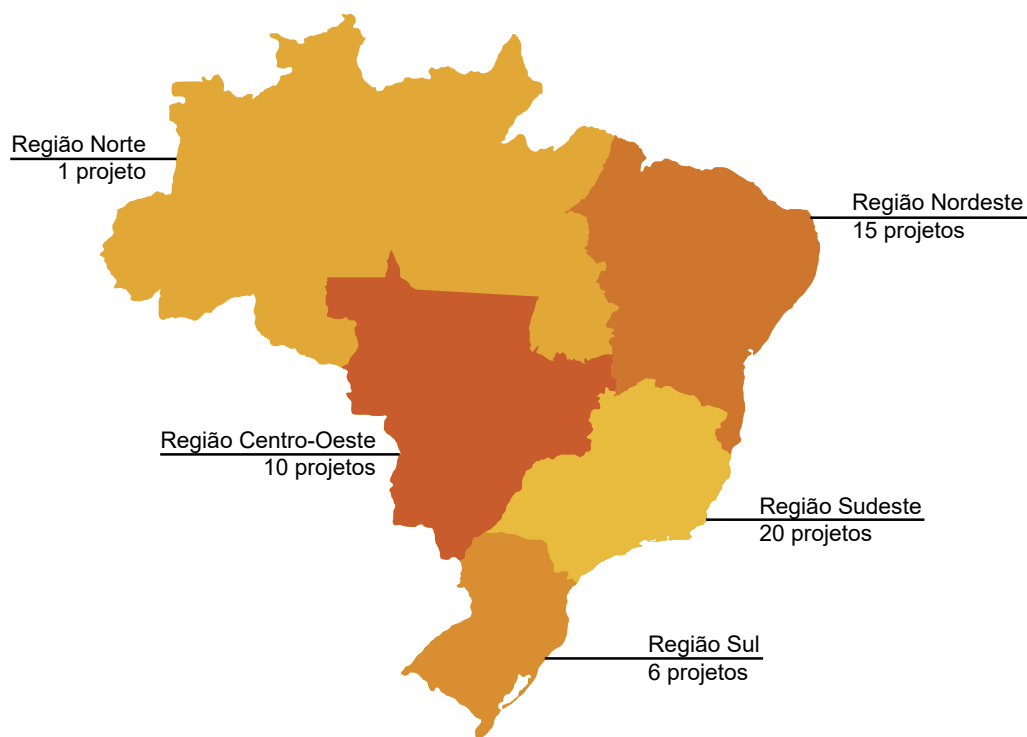 Região Norte
1 projeto
Região Nordeste
15 projetos
Região Centro-Oeste
10 projetos
Região Sudeste
20 projetos
Região Sul
6 projetos